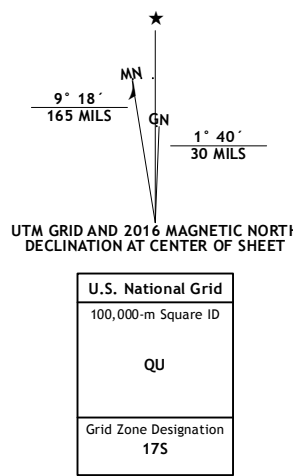 ★
MN
GN
9° 18´
165 MILS
1° 40´
30 MILS
UTM GRID AND 2016 MAGNETIC NORTH
DECLINATION AT CENTER OF SHEET
U.S. National Grid
100,000-m Square ID
QU
Grid Zone Designation
17S